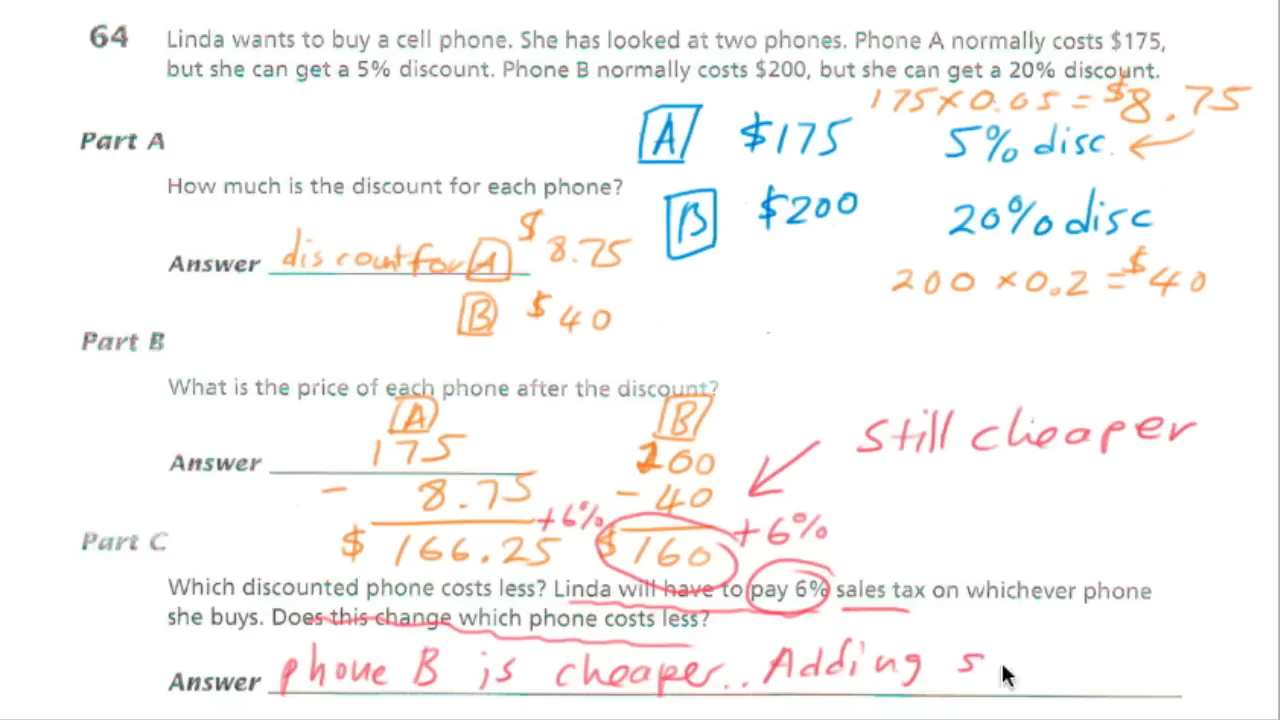 64 Linda wants to buy a cell phone. She has looked at two phones. Phone A normally costs $175,
but she can get a 5% discount. Phone B normally costs $200, but she can get a 20% discount.
175 × 0.05 = $8.75
Part A
A $175 5% disc.
How much is the discount for each phone?
B $200 20% disc
Answer discount for A $8.75
200 × 0.2 = $40
B $40
Part B
What is the price of each phone after the discount?
A B
still cheaper
175 200
Answer
- 8.75 - 40
+6% +6%
Part C
$166.25 $160
Which discounted phone costs less? Linda will have to pay 6% sales tax on whichever phone
she buys. Does this change which phone costs less?
Answer phone B is cheaper.. Adding s